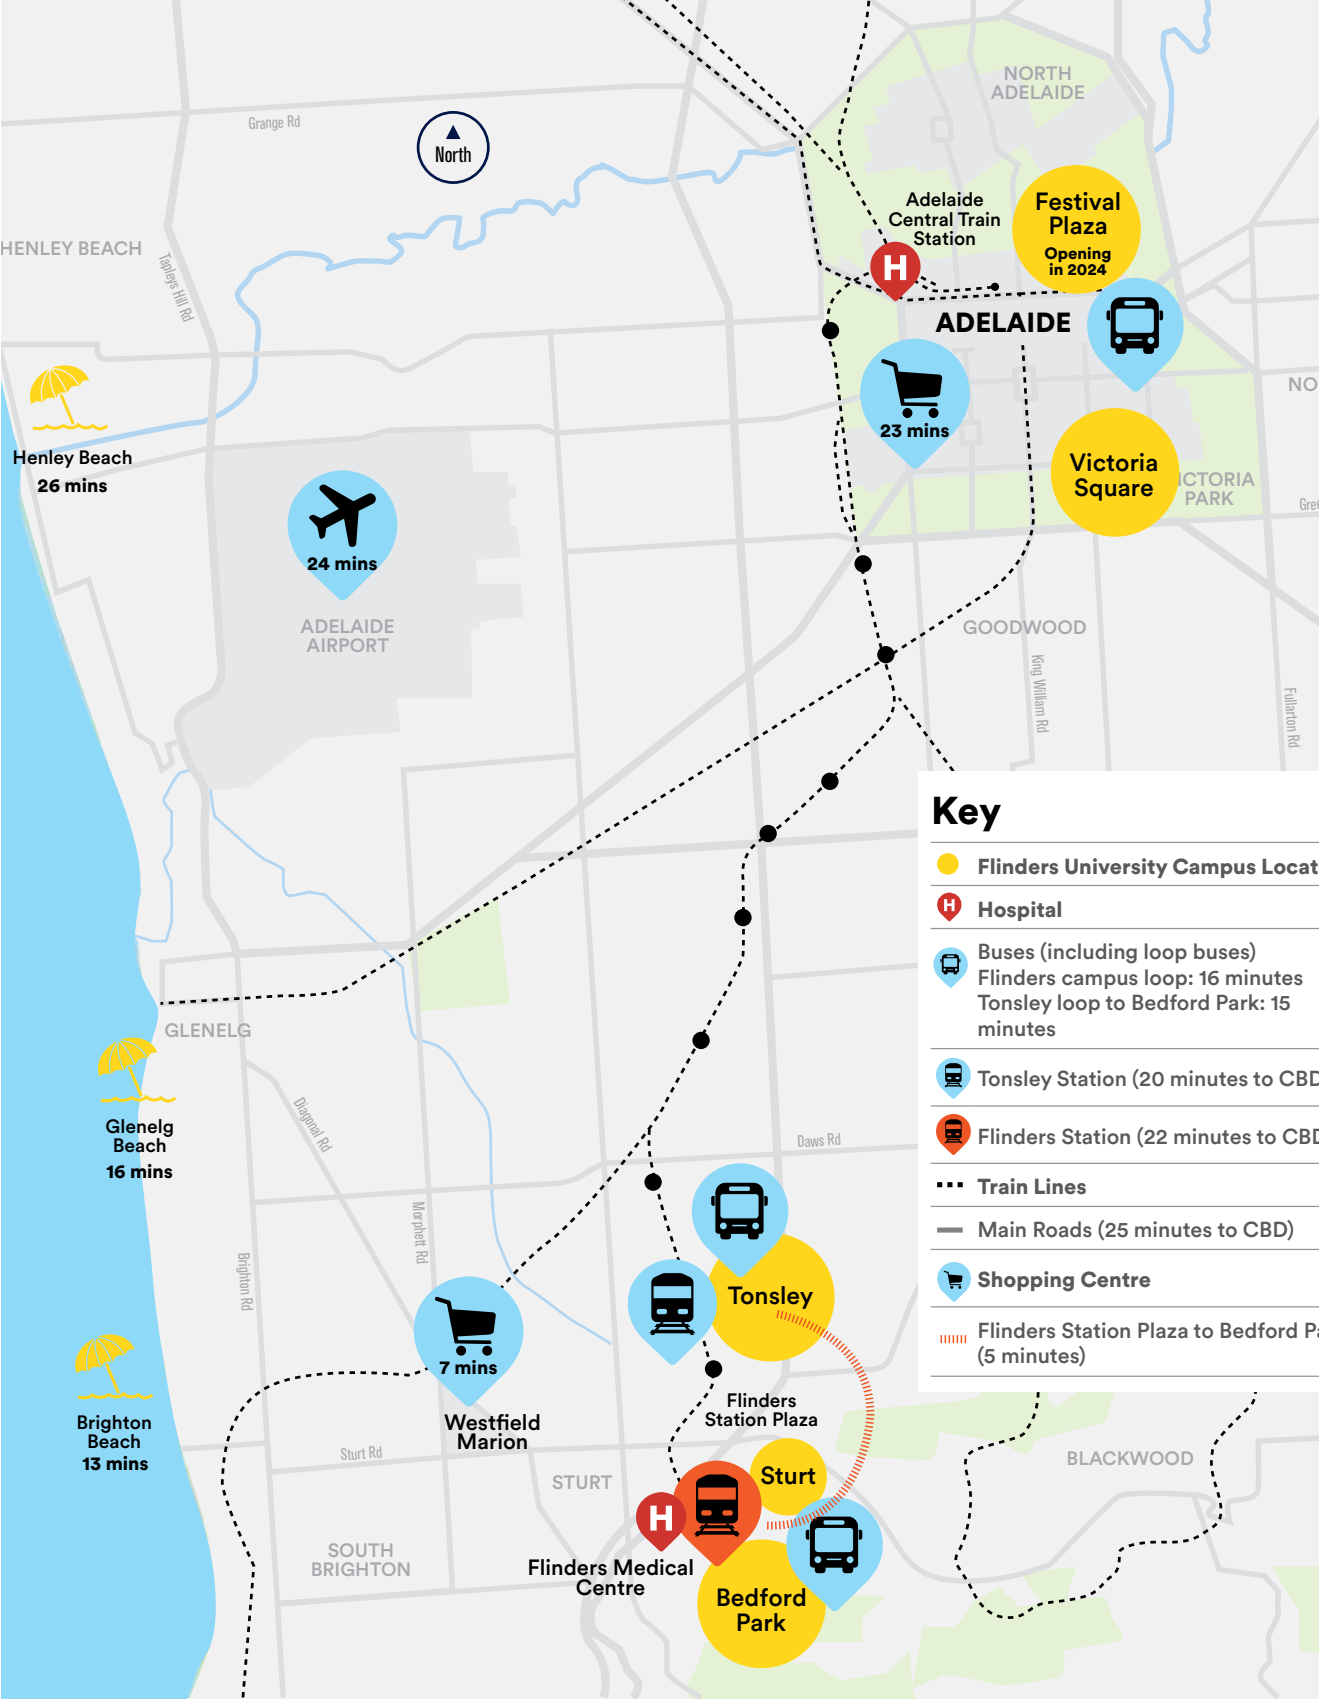 NORTH
ADELAIDE
Grange Rd
North
Adelaide
Central Train
Station
Festival
Plaza
Opening
in 2024
HENLEY BEACH
Tapleys Hill Rd
H
ADELAIDE
23 mins
NO
Henley Beach
26 mins
Victoria
Square
ICTORIA
PARK
Gree
24 mins
ADELAIDE
AIRPORT
GOODWOOD
King William Rd
Fullarton Rd
Key
Flinders University Campus Locat
H
Hospital
Buses (including loop buses)
Flinders campus loop: 16 minutes
Tonsley loop to Bedford Park: 15
minutes
Tonsley Station (20 minutes to CBD
Flinders Station (22 minutes to CBD
Train Lines
Main Roads (25 minutes to CBD)
Shopping Centre
Flinders Station Plaza to Bedford Pa
(5 minutes)
GLENELG
Glenelg
Beach
16 mins
Diagonal Rd
Daws Rd
Morphett Rd
Brighton Rd
Tonsley
7 mins
Westfield
Marion
Brighton
Beach
13 mins
Flinders
Station Plaza
Sturt Rd
STURT
Sturt
BLACKWOOD
H
SOUTH
BRIGHTON
Flinders Medical
Centre
Bedford
Park